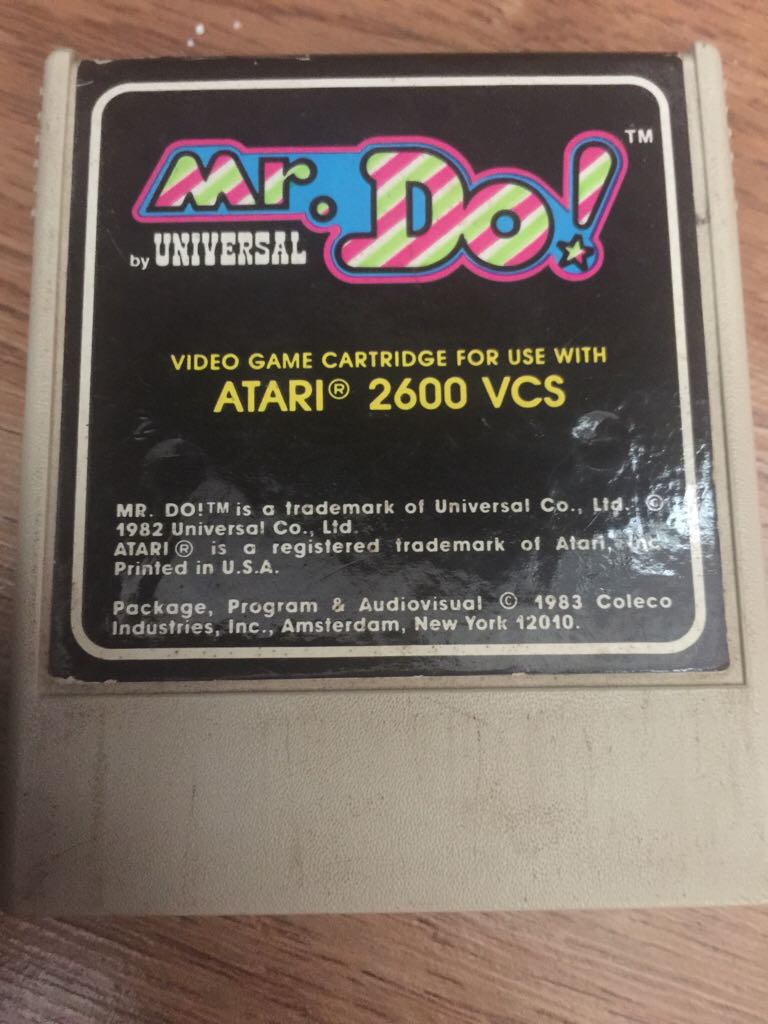 Mr. Do! TM
by UNIVERSAL
VIDEO GAME CARTRIDGE FOR USE WITH
ATARI® 2600 VCS
MR. DO!™ is a trademark of Universal Co., Ltd. ©
1982 Universal Co., Ltd.
ATARI ® is a registered trademark of Atari, Inc.
Printed in U.S.A.
Package, Program & Audiovisual © 1983 Coleco
Industries, Inc., Amsterdam, New York 12010.